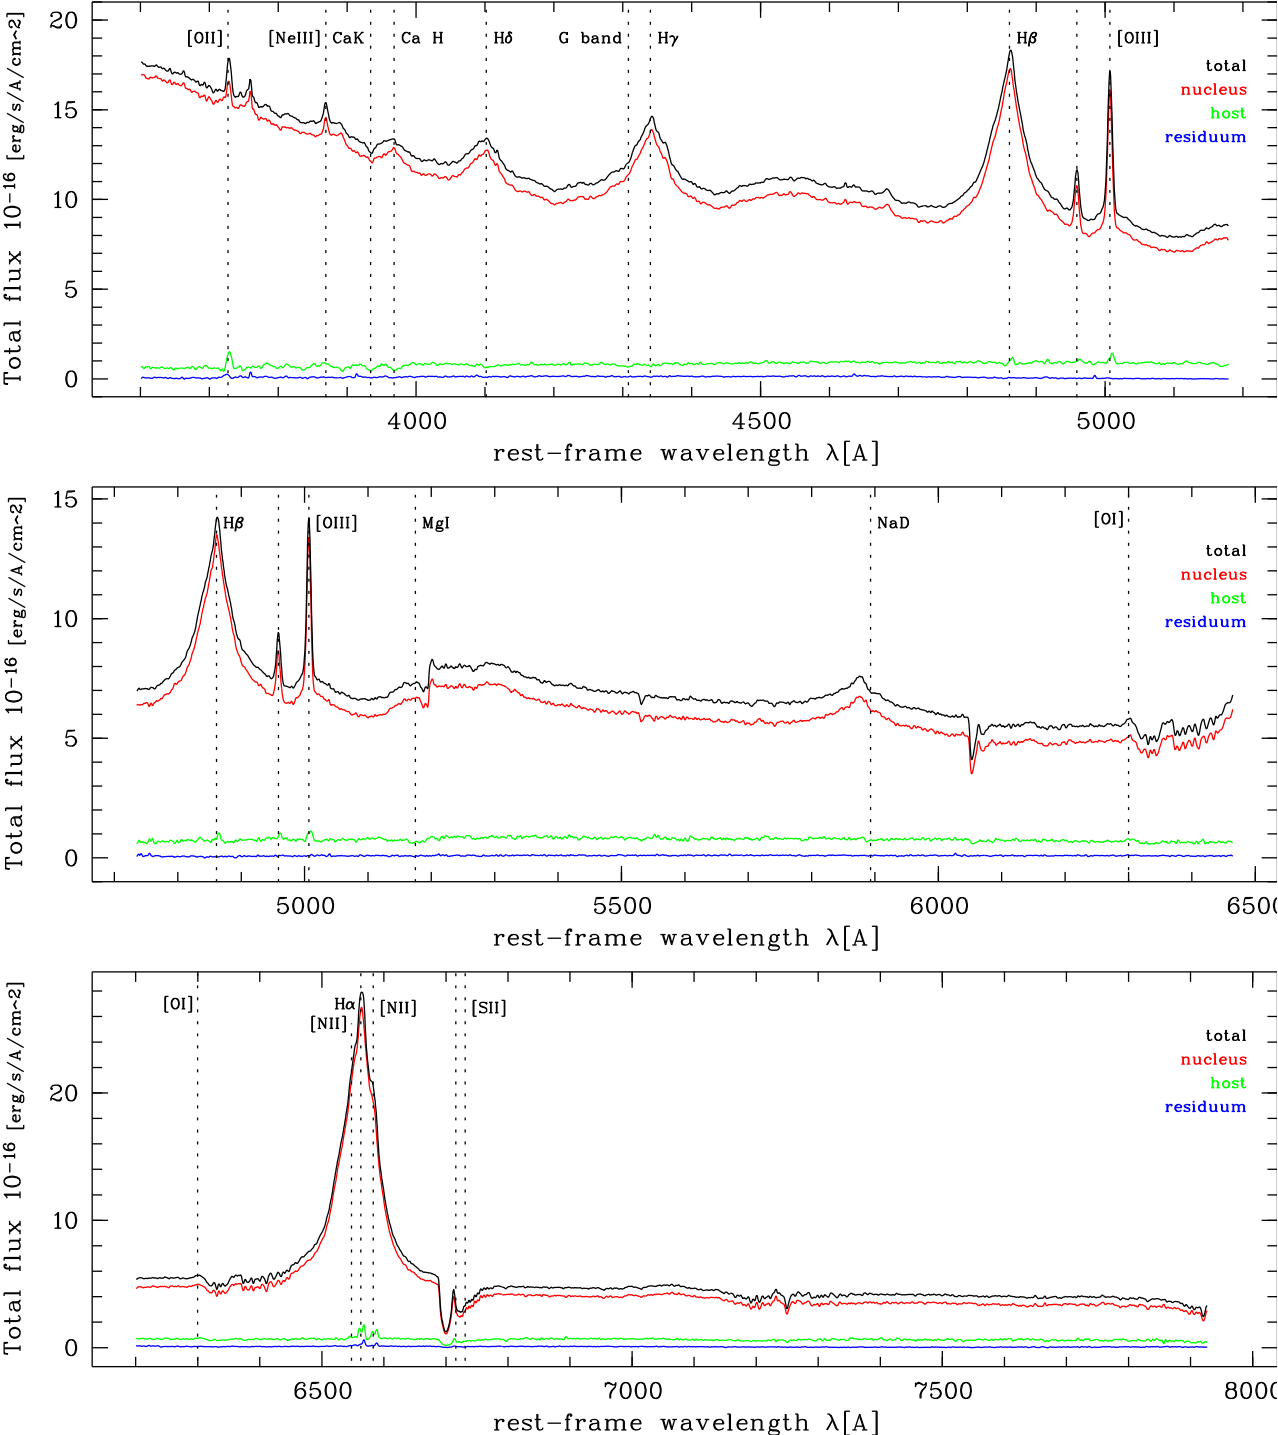 Total flux 10−16 [erg/s/A/cm^2]
20
15
10
5
0
[OII]
[NeIII]
CaK
Ca H
Hδ
G band
Hγ
Hβ
[OIII]
total
nucleus
host
residuum
4000
4500
5000
rest−frame wavelength λ[A]
Total flux 10−16 [erg/s/A/cm^2]
15
10
5
0
Hβ
[OIII]
MgI
NaD
[OI]
total
nucleus
host
residuum
5000
5500
6000
6500
rest−frame wavelength λ[A]
Total flux 10−16 [erg/s/A/cm^2]
20
10
0
[OI]
Hα
[NII]
[NII]
[SII]
total
nucleus
host
residuum
6500
7000
7500
8000
rest−frame wavelength λ[A]